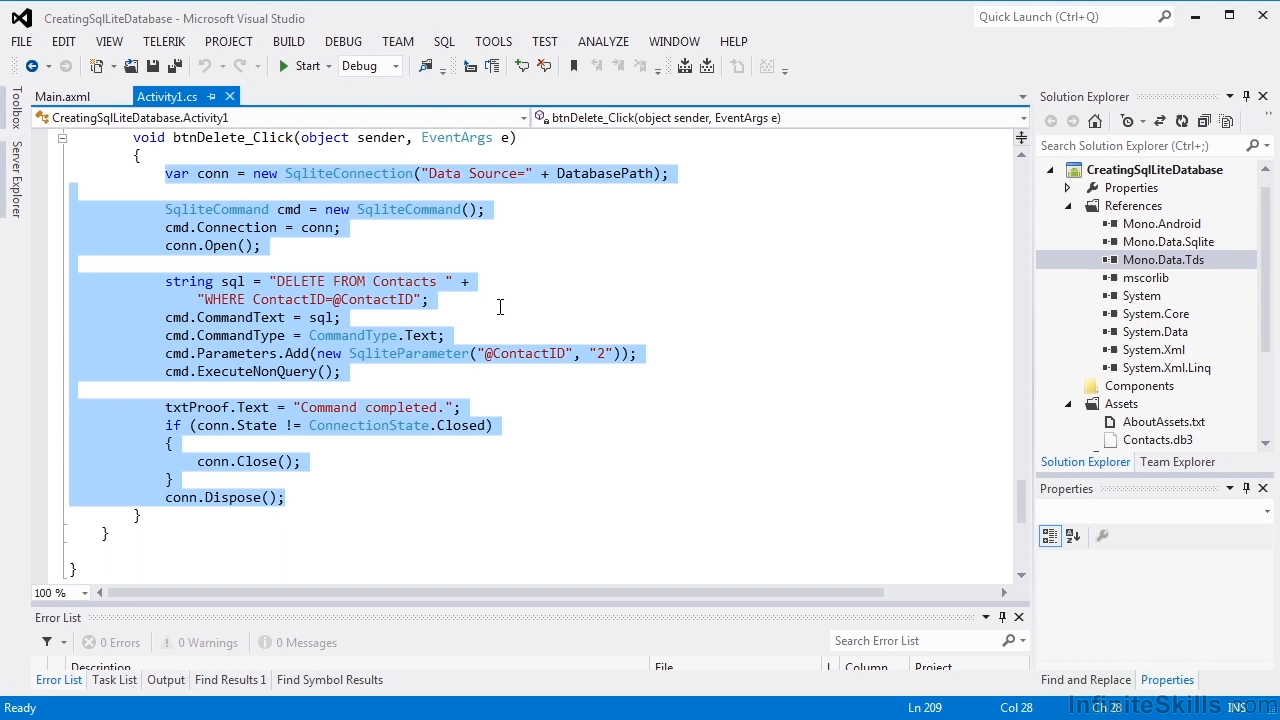 CreatingSqlLiteDatabase - Microsoft Visual Studio
Quick Launch (Ctrl+Q)
FILE EDIT VIEW TELERIK PROJECT BUILD DEBUG TEAM SQL TOOLS TEST ANALYZE WINDOW HELP
Start Debug
Toolbox
Server Explorer
Main.axml Activity1.cs
CreatingSqlLiteDatabase.Activity1 btnDelete_Click(object sender, EventArgs e)
void btnDelete_Click(object sender, EventArgs e)
{
var conn = new SqliteConnection("Data Source=" + DatabasePath);
SqliteCommand cmd = new SqliteCommand();
cmd.Connection = conn;
conn.Open();
string sql = "DELETE FROM Contacts " +
"WHERE ContactID=@ContactID";
cmd.CommandText = sql;
cmd.CommandType = CommandType.Text;
cmd.Parameters.Add(new SqliteParameter("@ContactID", "2"));
cmd.ExecuteNonQuery();
txtProof.Text = "Command completed.";
if (conn.State != ConnectionState.Closed)
{
conn.Close();
}
conn.Dispose();
}
}
}
100 %
Solution Explorer
Search Solution Explorer (Ctrl+;)
CreatingSqlLiteDatabase
Properties
References
Mono.Android
Mono.Data.Sqlite
Mono.Data.Tds
mscorlib
System
System.Core
System.Data
System.Xml
System.Xml.Linq
Components
Assets
AboutAssets.txt
Contacts.db3
Solution Explorer Team Explorer
Properties
Error List
0 Errors 0 Warnings 0 Messages
Search Error List
Description File L Column Project
Error List Task List Output Find Results 1 Find Symbol Results
Find and Replace Properties
Ready Ln 209 Col 28 Ch 28 INS
InfiniteSkills.com